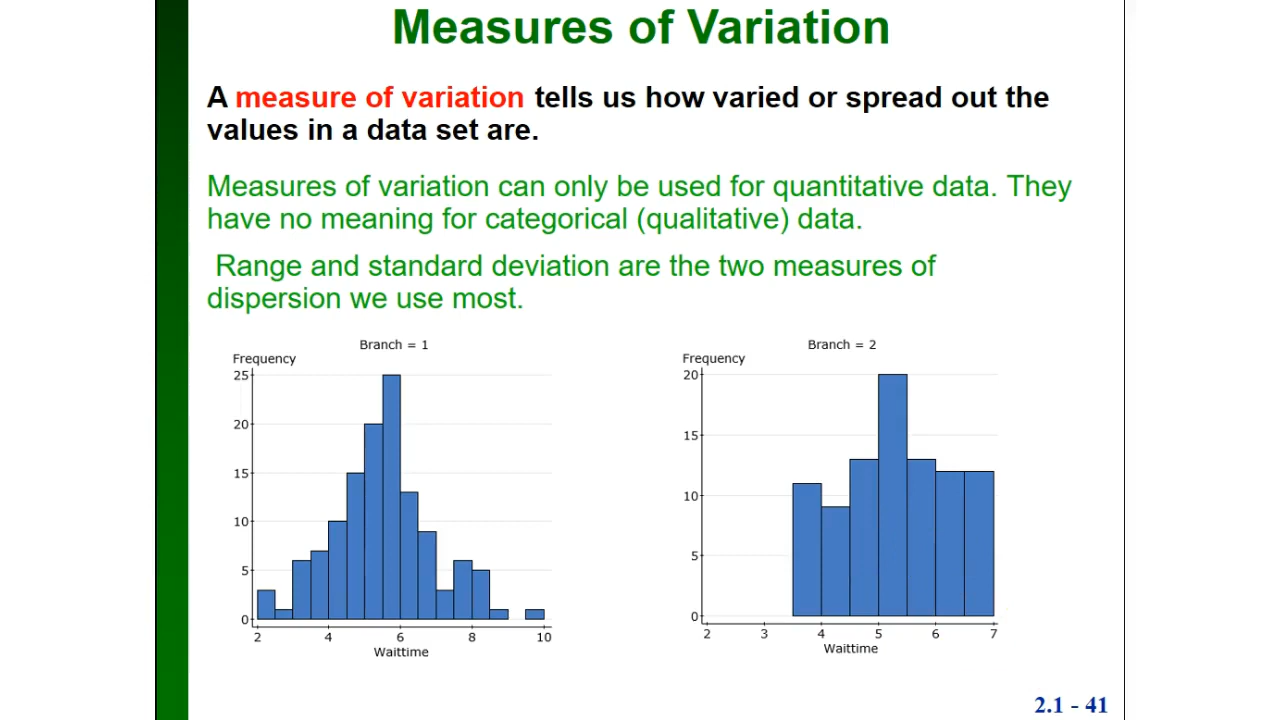 Measures of Variation
A measure of variation tells us how varied or spread out the
values in a data set are.
Measures of variation can only be used for quantitative data. They
have no meaning for categorical (qualitative) data.
Range and standard deviation are the two measures of
dispersion we use most.
Branch = 1
Frequency
25
20
15
10
5
0
2 4 6 8 10
Waittime
Branch = 2
Frequency
20
15
10
5
0
2 3 4 5 6 7
Waittime
2.1 - 41